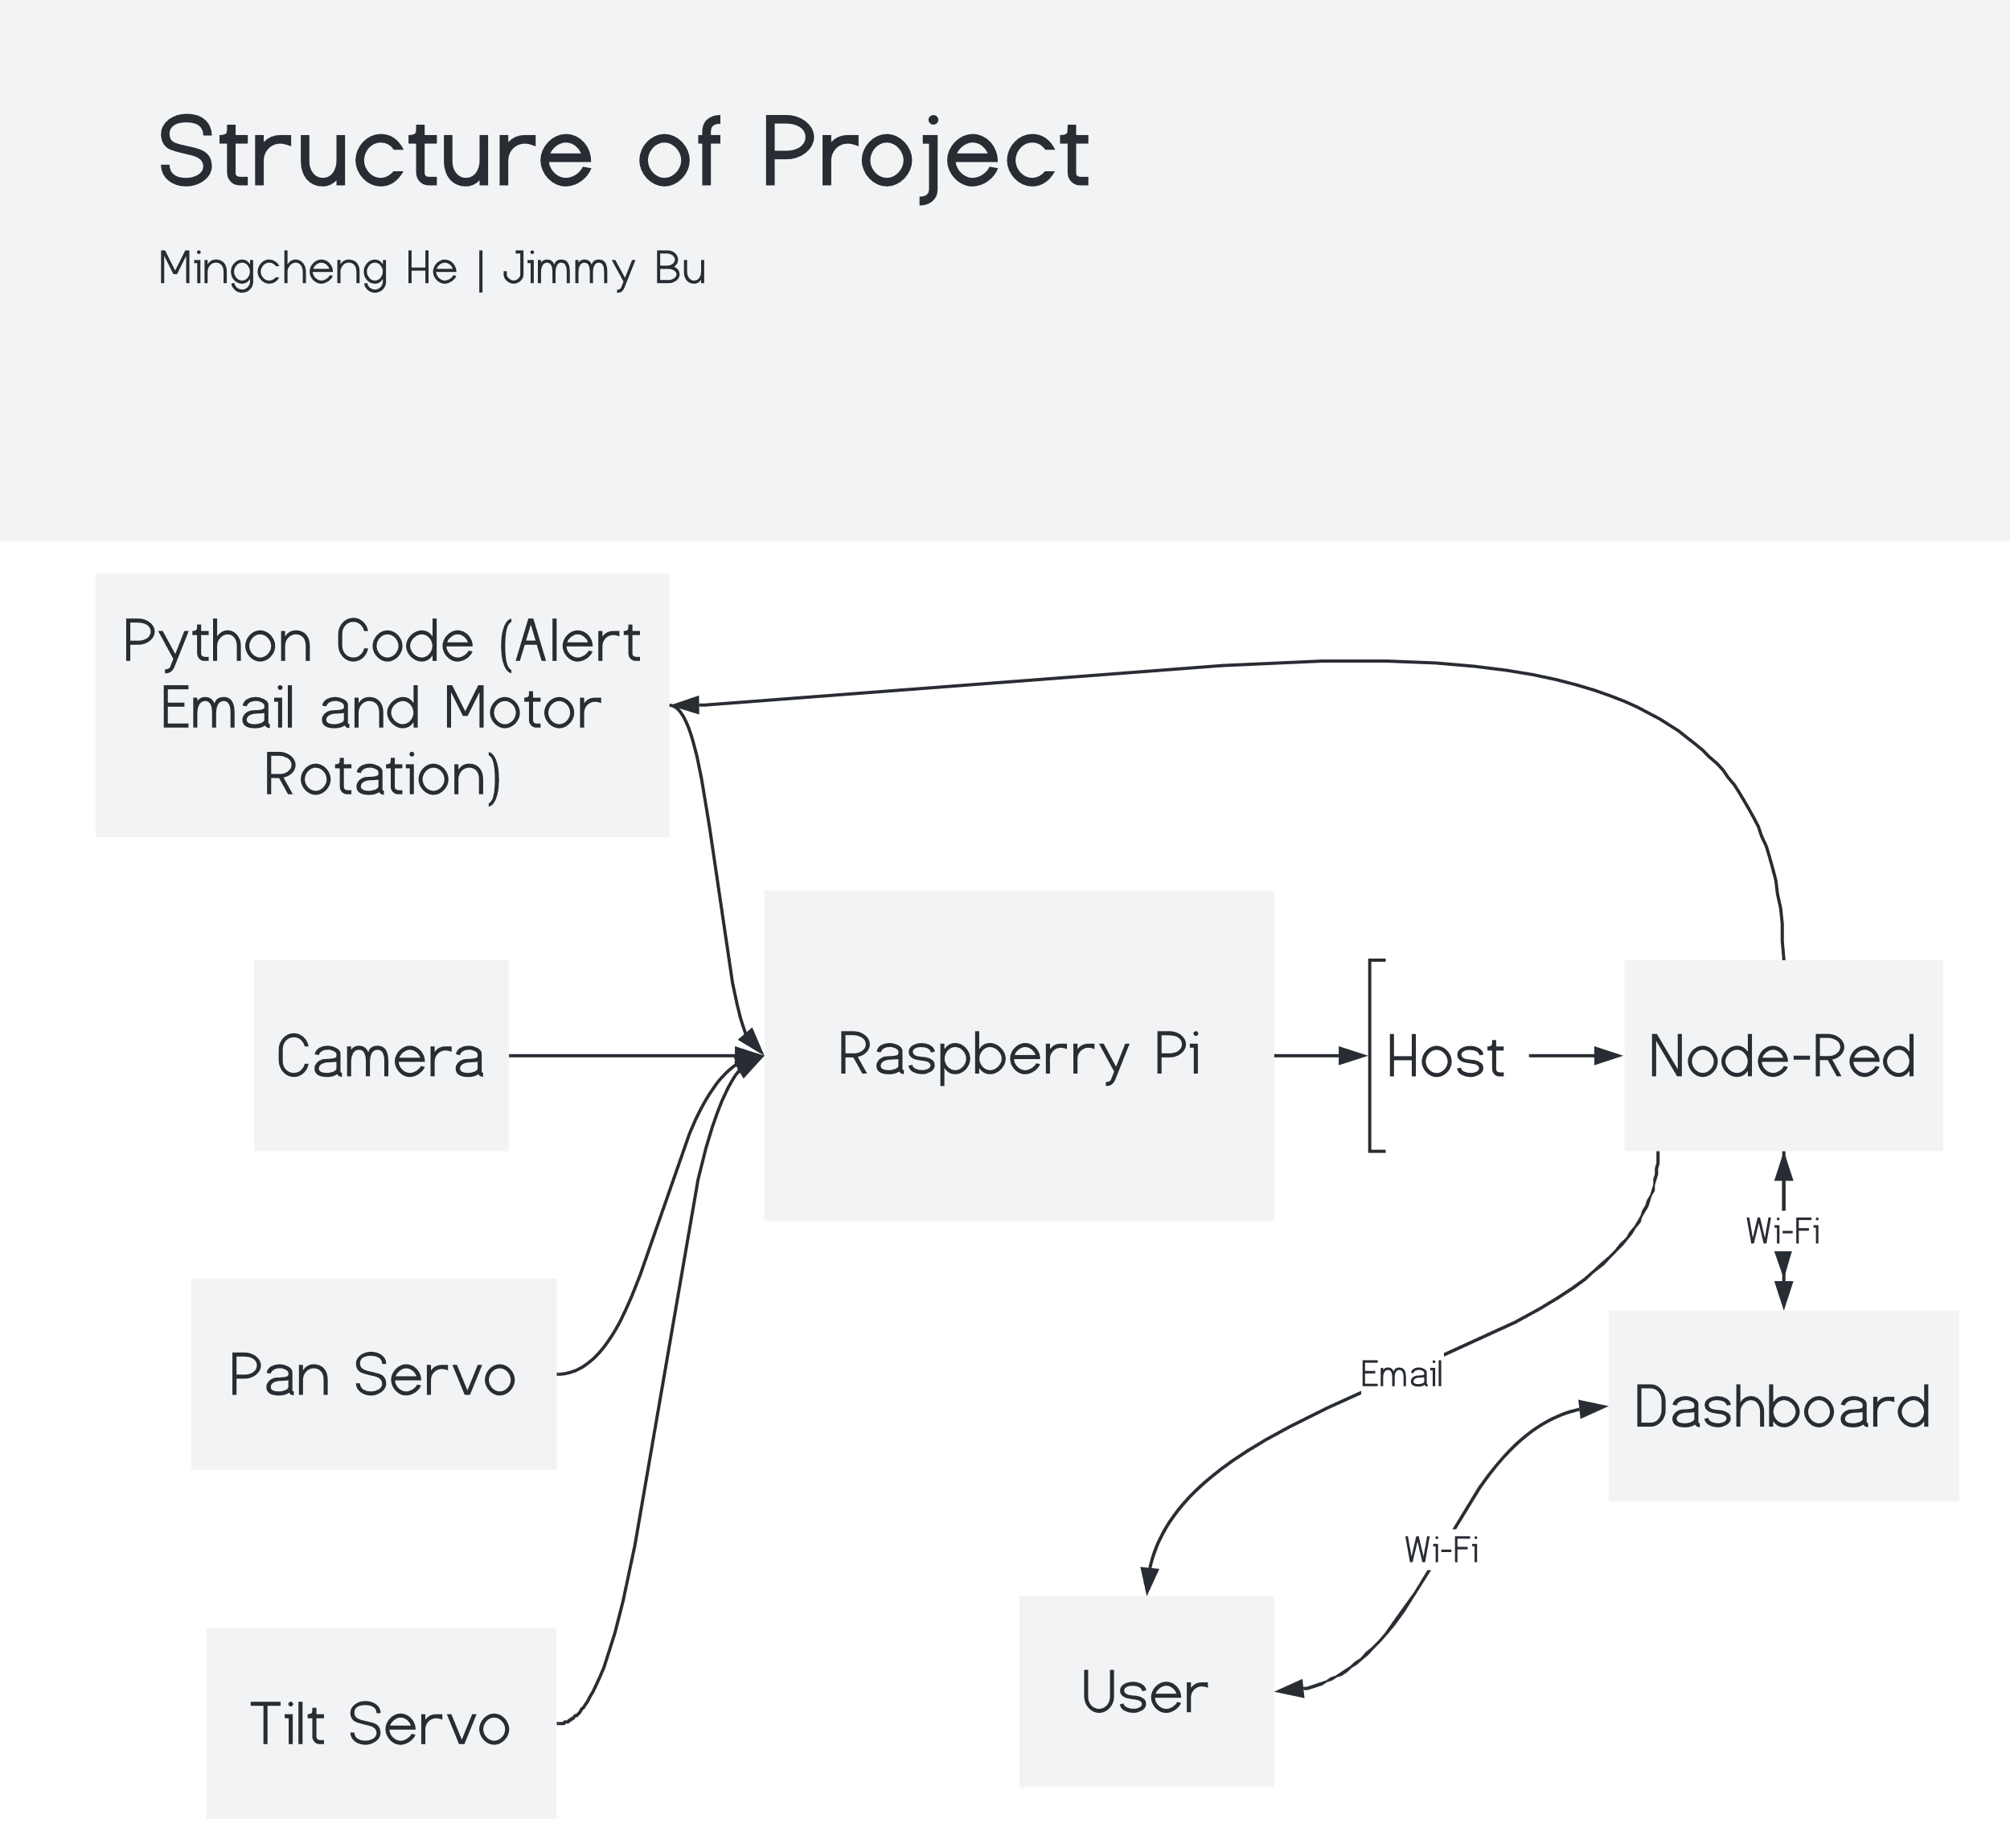 Structure of Project
Mingcheng He | Jimmy Bu
Python Code (Alert
Email and Motor
Rotation)
Camera
Raspberry Pi
Host
Node-Red
Wi-Fi
Pan Servo
Email
Dashboard
Wi-Fi
User
Tilt Servo